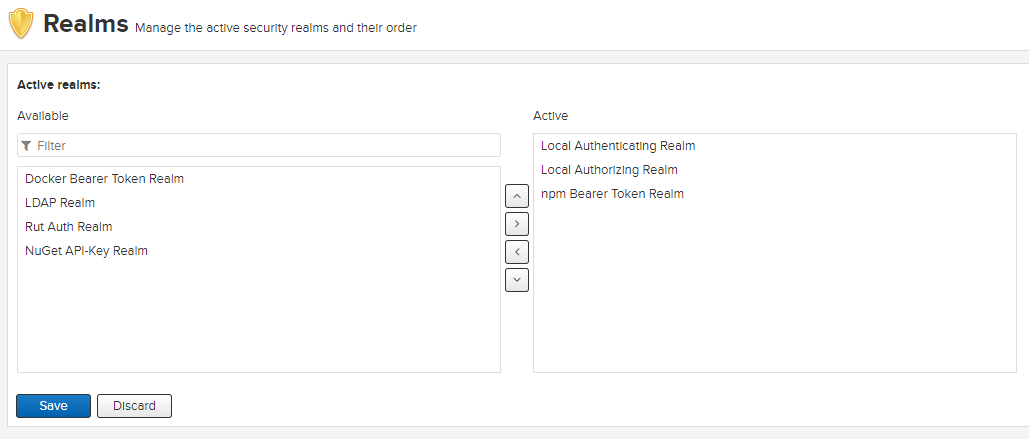 Realms Manage the active security realms and their order
Active realms:
Available
Filter
Docker Bearer Token Realm
LDAP Realm
Rut Auth Realm
NuGet API-Key Realm
Active
Local Authenticating Realm
Local Authorizing Realm
npm Bearer Token Realm
Save Discard